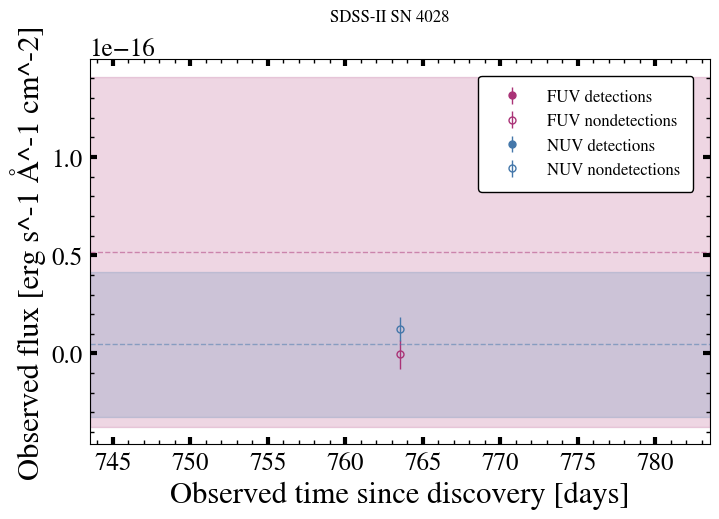 SDSS-II SN 4028
1e−16
Observed flux [erg s^-1 Å^-1 cm^-2]
1.0
0.5
0.0
FUV detections
FUV nondetections
NUV detections
NUV nondetections
745 750 755 760 765 770 775 780
Observed time since discovery [days]